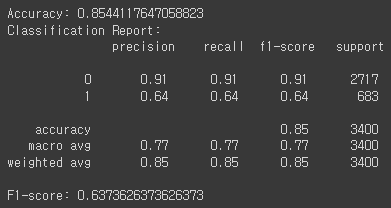 Accuracy: 0.8544117647058823
Classification Report:
precision recall f1-score support
0 0.91 0.91 0.91 2717
1 0.64 0.64 0.64 683
accuracy 0.85 3400
macro avg 0.77 0.77 0.77 3400
weighted avg 0.85 0.85 0.85 3400
F1-score: 0.6373626373626373